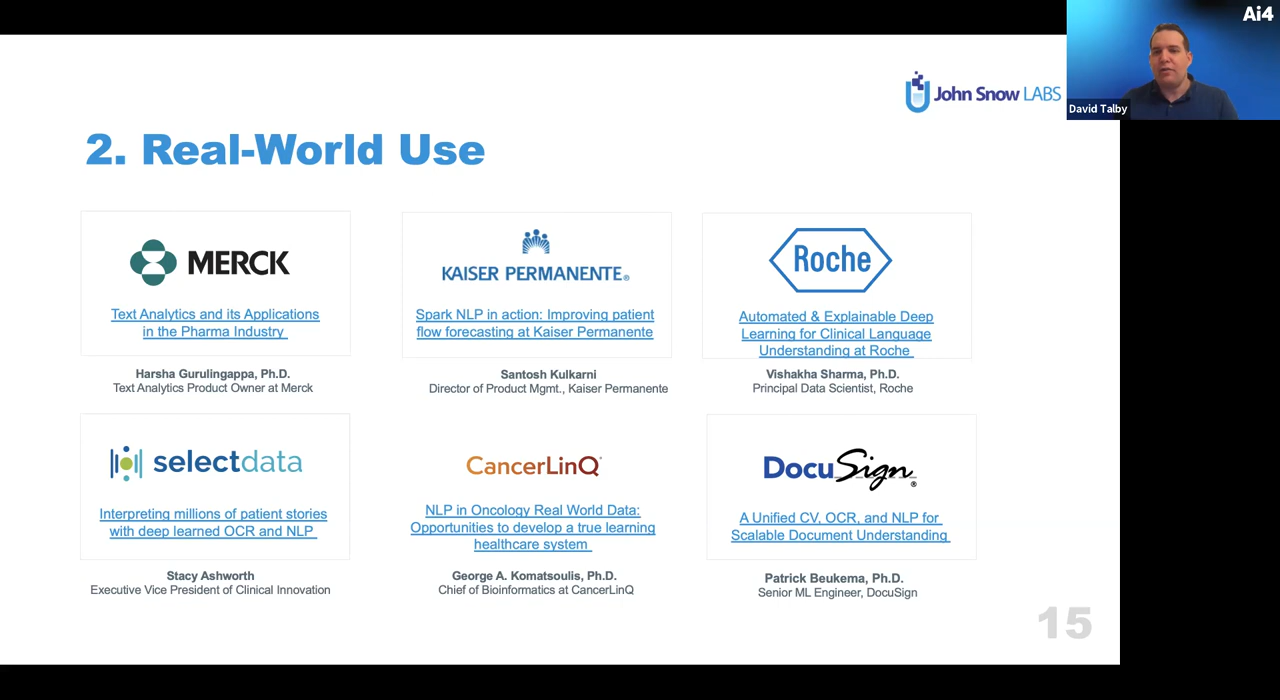 Ai4
John Snow LABS
David Talby
2. Real-World Use
MERCK
Text Analytics and its Applications
in the Pharma Industry
Harsha Gurulingappa, Ph.D.
Text Analytics Product Owner at Merck
KAISER PERMANENTE®
Spark NLP in action: Improving patient
flow forecasting at Kaiser Permanente
Santosh Kulkarni
Director of Product Mgmt., Kaiser Permanente
Roche
Automated & Explainable Deep
Learning for Clinical Language
Understanding at Roche
Vishakha Sharma, Ph.D.
Principal Data Scientist, Roche
selectdata
Interpreting millions of patient stories
with deep learned OCR and NLP
Stacy Ashworth
Executive Vice President of Clinical Innovation
CancerLinQ
NLP in Oncology Real World Data:
Opportunities to develop a true learning
healthcare system
George A. Komatsoulis, Ph.D.
Chief of Bioinformatics at CancerLinQ
DocuSign®
A Unified CV, OCR, and NLP for
Scalable Document Understanding
Patrick Beukema, Ph.D.
Senior ML Engineer, DocuSign
15